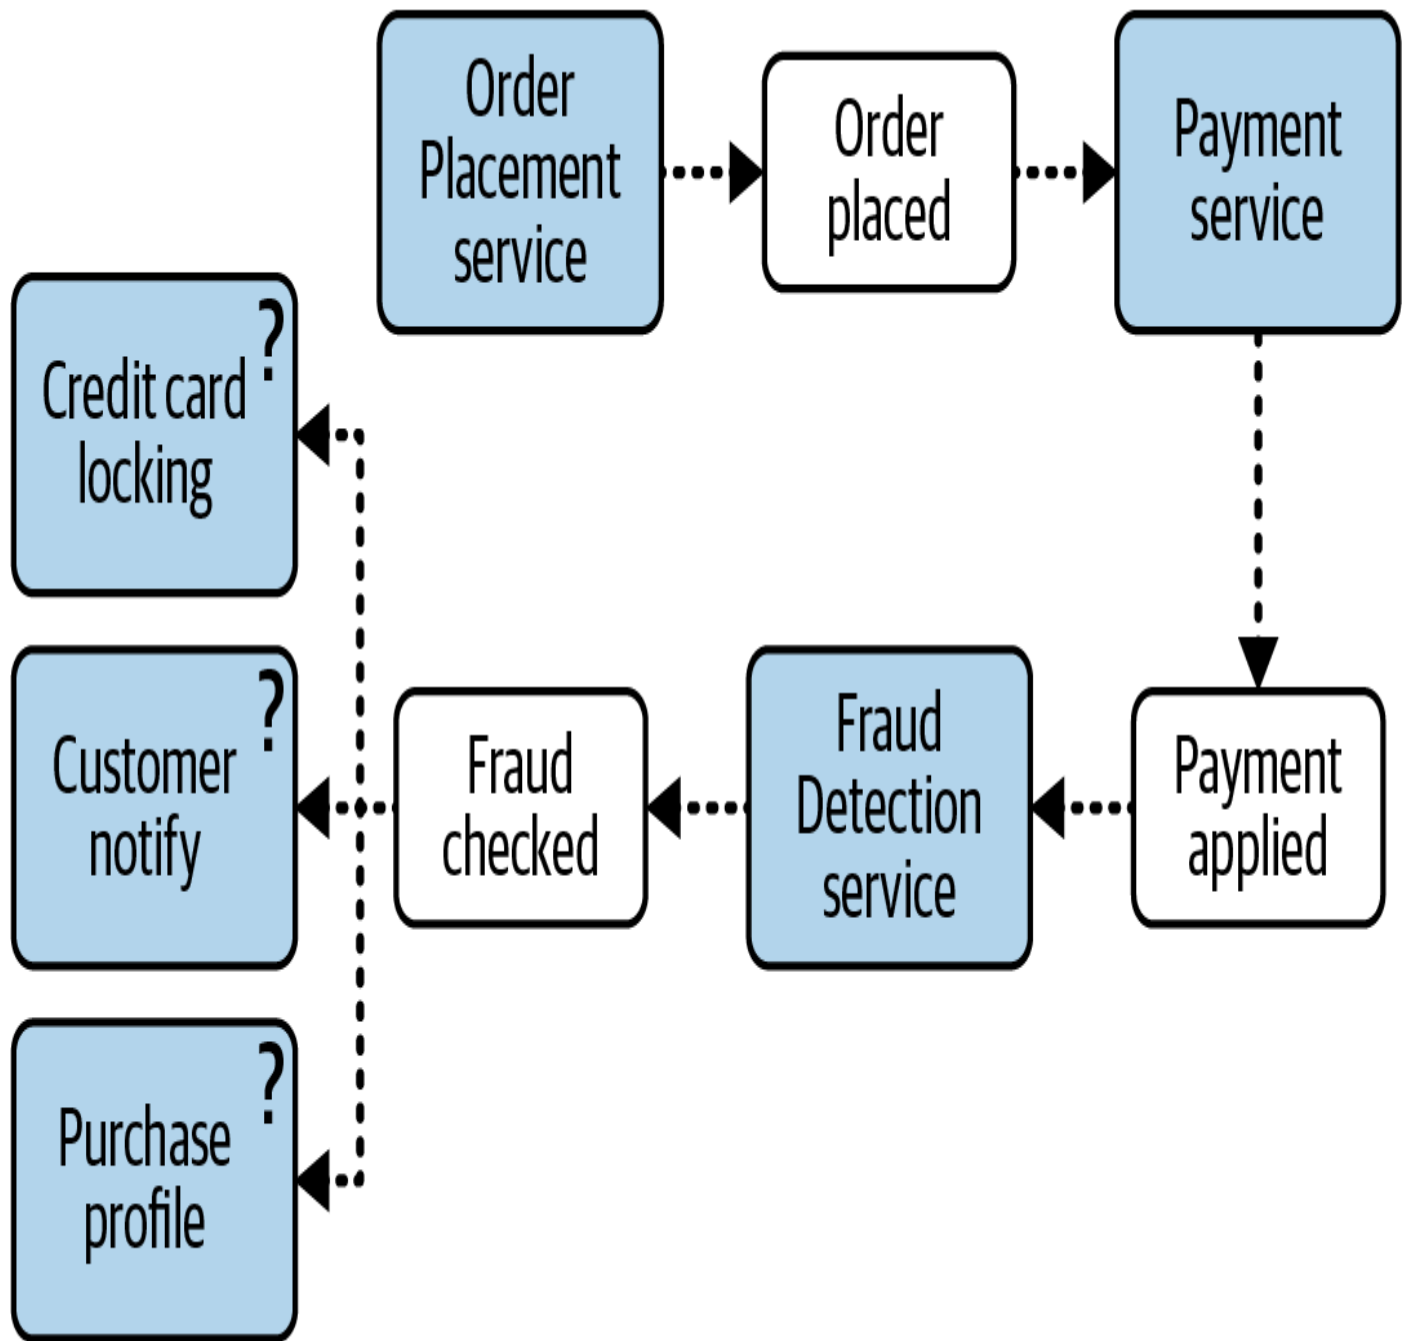 Order
Placement
service
Order
placed
Payment
service
?
Credit card
locking
?
Customer
notify
Fraud
checked
Fraud
Detection
service
Payment
applied
?
Purchase
profile